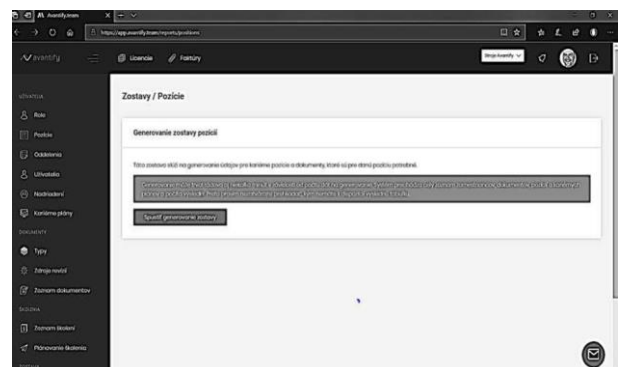 Avantify.team
https://app.avantify.team/reports/positions
avantify
Licencie
Faktúry
Zostavy / Pozície
UŽÍVATELIA
Role
Pozície
Oddelenia
Užívatelia
Nadriadení
Kariérne plány
DOKUMENTY
Typy
Zdroje revízií
Zoznam dokumentov
ŠKOLENIA
Zoznam školení
Plánovanie školenia
Generovanie zostavy pozícií
Táto zostava slúži na generovanie údajov pre kariérne pozície a dokumenty, ktoré sú pre danú pozíciu potrebné.
Spustiť generovanie zostavy